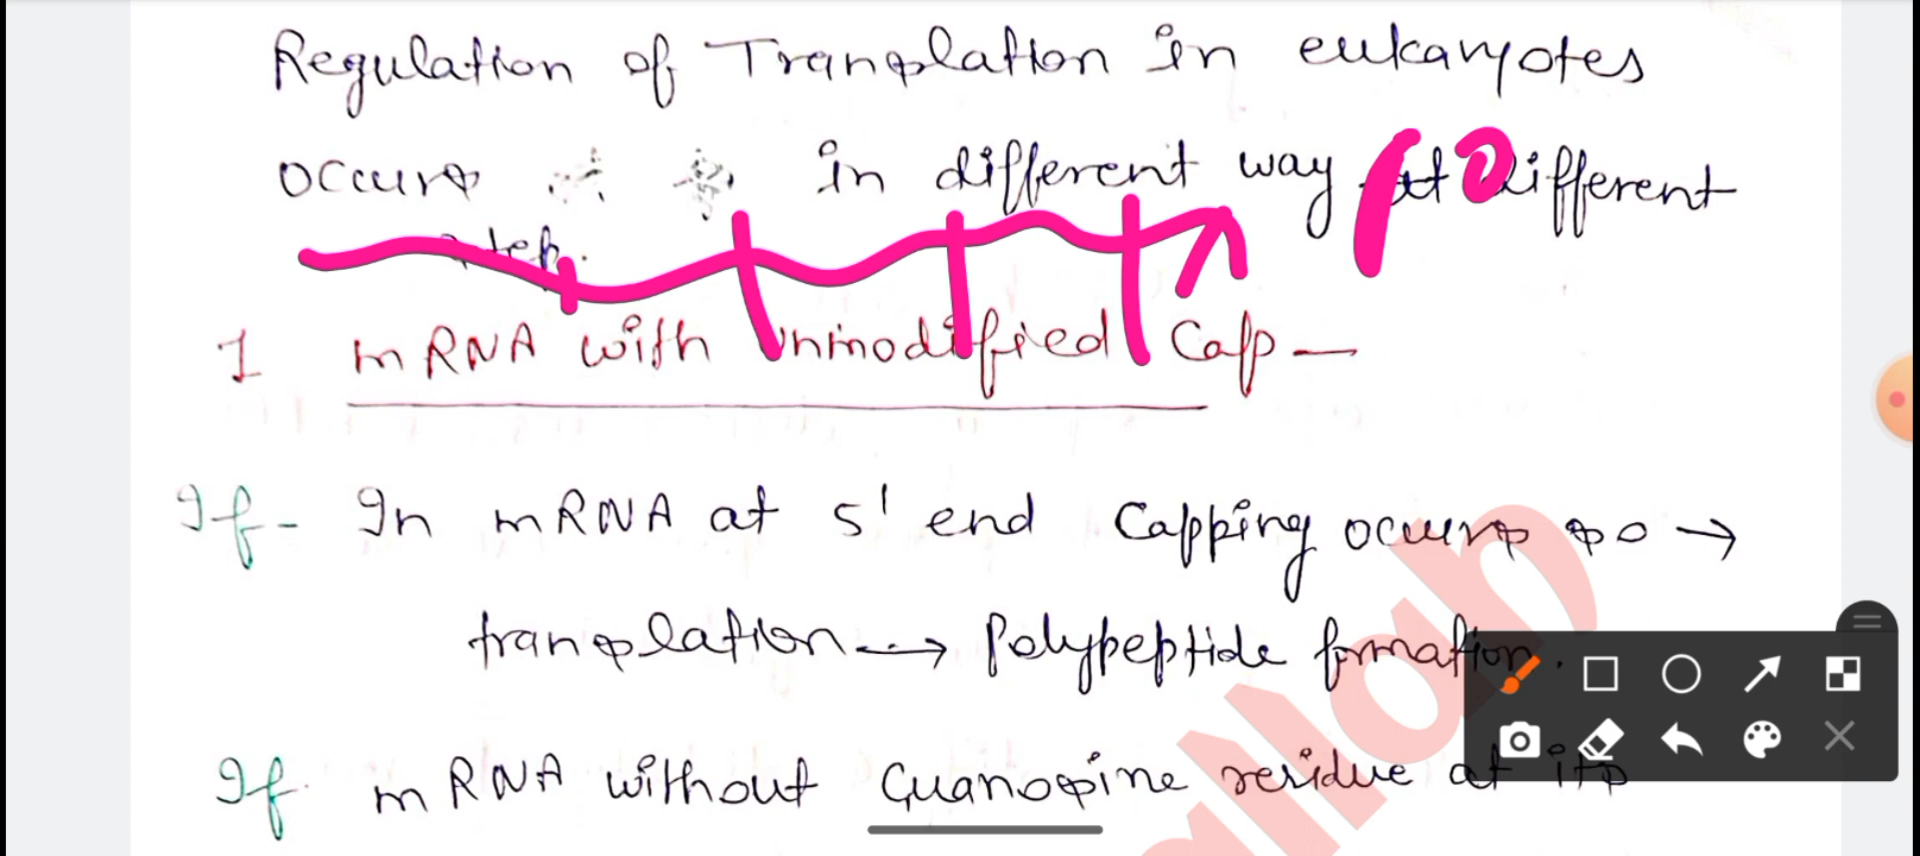 Regulation of Translation in eukaryotes
occurs in different way at different
step.
1 mRNA with Unmodified Cap -
If - In mRNA at 5' end Capping occurs so →
translation → Polypeptide formation.
If mRNA without Guanosine residue at its